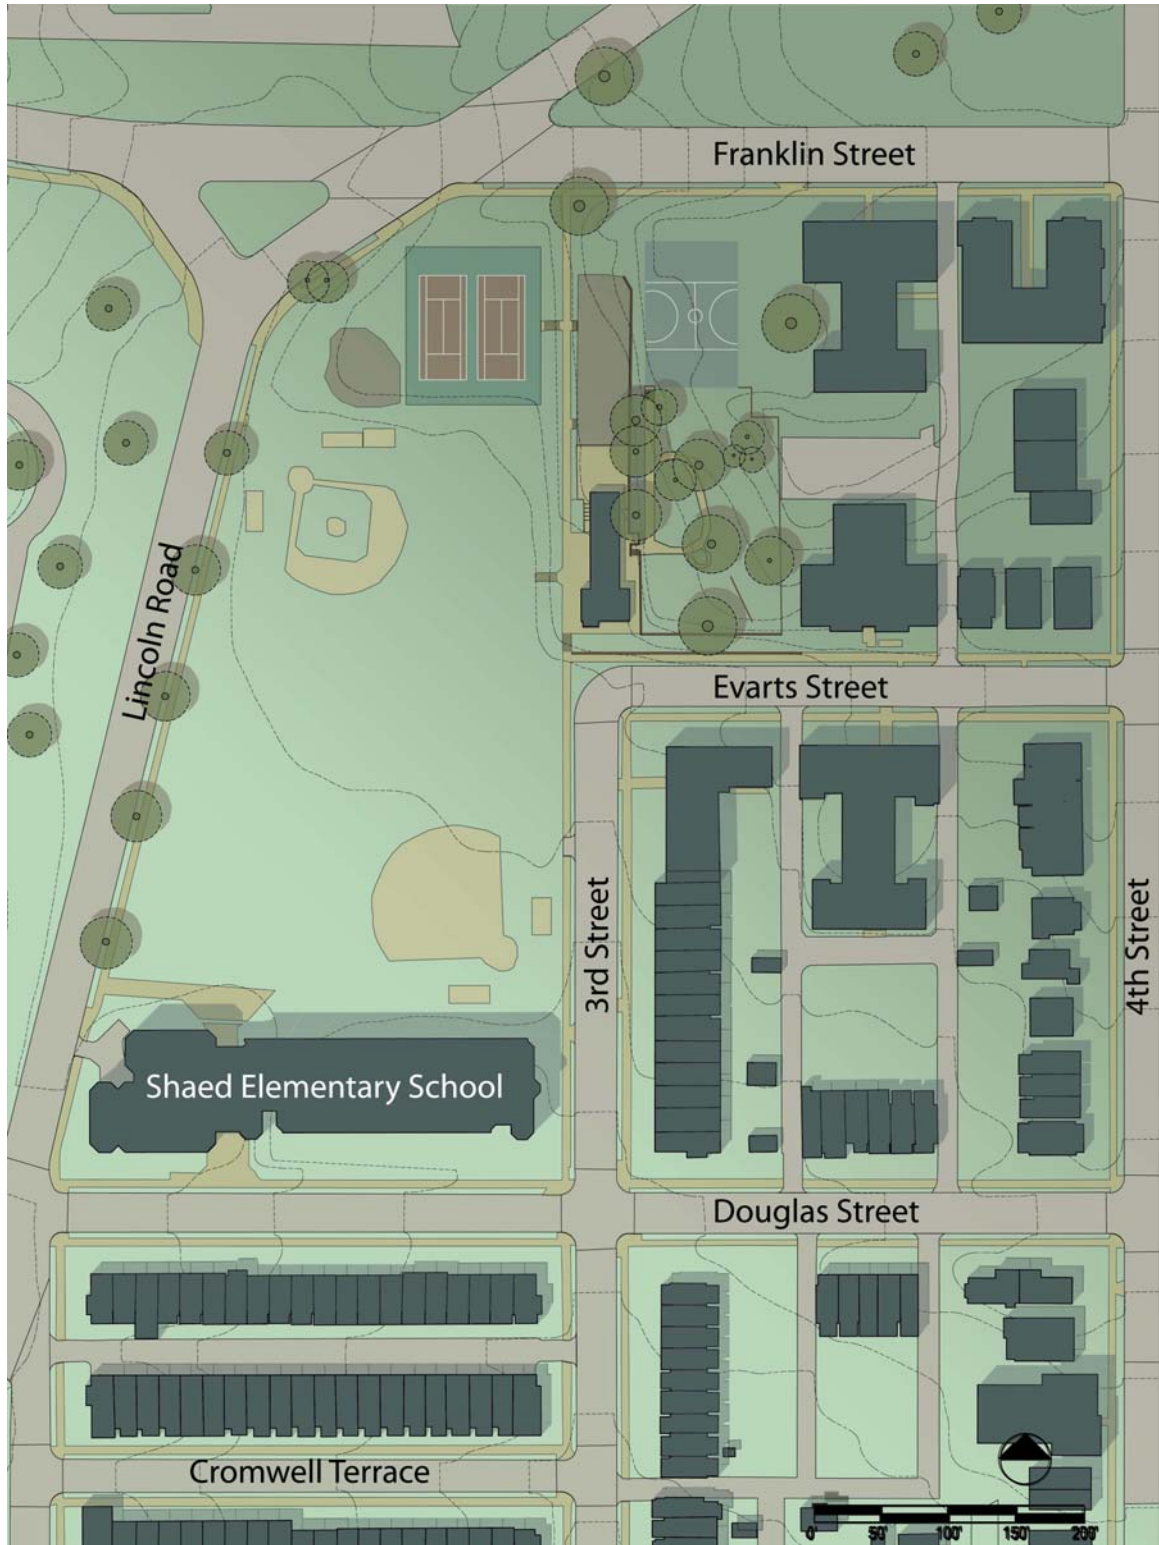 Franklin Street
Lincoln Road
Evarts Street
3rd Street
4th Street
Shaed Elementary School
Douglas Street
Cromwell Terrace
0' 50' 100' 150' 200'